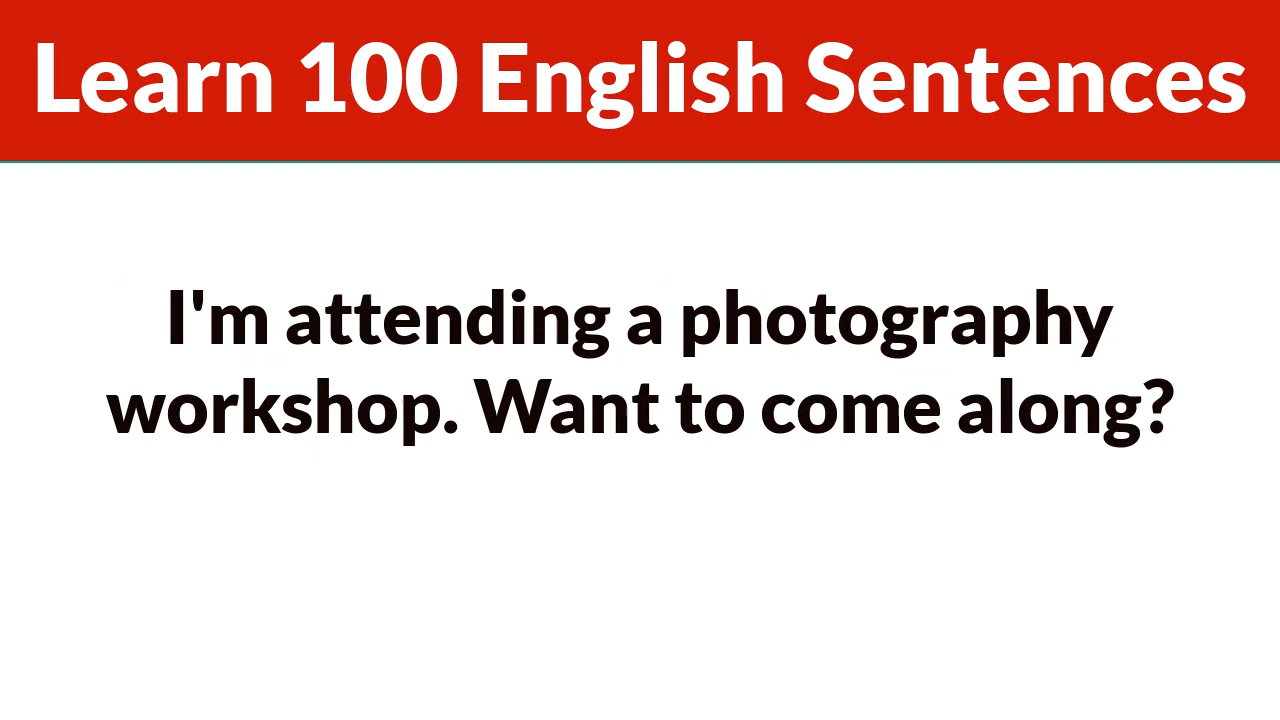 Learn 100 English Sentences
I'm attending a photography
workshop. Want to come along?